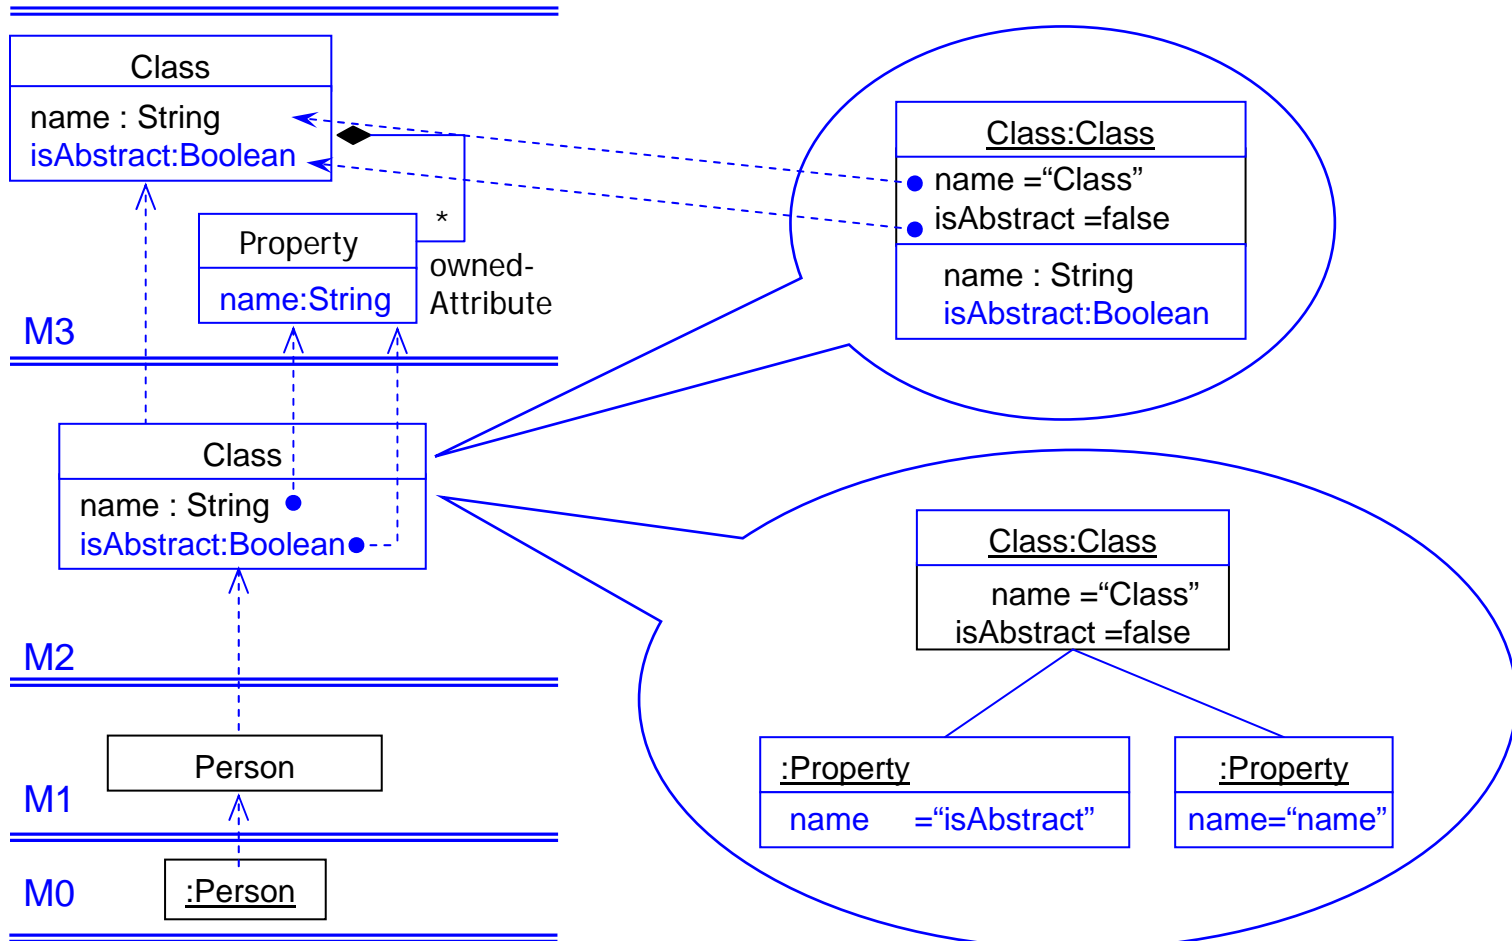 Class
name : String
isAbstract:Boolean
*
Property
name:String
owned-
Attribute
M3
Class
name : String
isAbstract:Boolean
M2
Person
M1
:Person
M0
Class:Class
name =“Class”
isAbstract =false
name : String
isAbstract:Boolean
Class:Class
name =“Class”
isAbstract =false
:Property
name =“isAbstract”
:Property
name=“name”